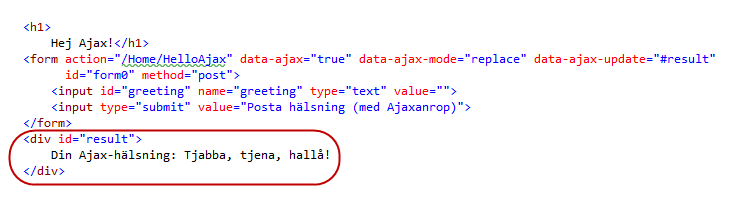 <h1>
    Hej Ajax!</h1>
<form action="/Home/HelloAjax" data-ajax="true" data-ajax-mode="replace" data-ajax-update="#result"
      id="form0" method="post">
    <input id="greeting" name="greeting" type="text" value="">
    <input type="submit" value="Posta hälsning (med Ajaxanrop)">
</form>
<div id="result">
    Din Ajax-hälsning: Tjabba, tjena, hallå!
</div>